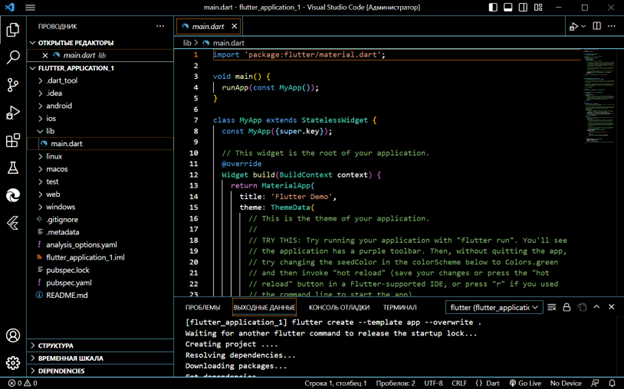 main.dart - flutter_application_1 - Visual Studio Code [Администратор]
ПРОВОДНИК
ОТКРЫТЫЕ РЕДАКТОРЫ
main.dart lib
FLUTTER_APPLICATION_1
.dart_tool
.idea
android
ios
lib
main.dart
linux
macos
test
web
windows
.gitignore
.metadata
analysis_options.yaml
flutter_application_1.iml
pubspec.lock
pubspec.yaml
README.md
СТРУКТУРА
ВРЕМЕННАЯ ШКАЛА
DEPENDENCIES
main.dart
lib > main.dart
1 import 'package:flutter/material.dart';
2
3 void main() {
4 runApp(const MyApp());
5 }
6
7 class MyApp extends StatelessWidget {
8 const MyApp({super.key});
9
10 // This widget is the root of your application.
11 @override
12 Widget build(BuildContext context) {
13 return MaterialApp(
14 title: 'Flutter Demo',
15 theme: ThemeData(
16 // This is the theme of your application.
17 //
18 // TRY THIS: Try running your application with "flutter run". You'll see
19 // the application has a purple toolbar. Then, without quitting the app,
20 // try changing the seedColor in the colorScheme below to Colors.green
21 // and then invoke "hot reload" (save your changes or press the "hot
22 // reload" button in a Flutter-supported IDE, or press "r" if you used
23 // the command line to start the app).
ПРОБЛЕМЫ ВЫХОДНЫЕ ДАННЫЕ КОНСОЛЬ ОТЛАДКИ ТЕРМИНАЛ flutter (flutter_applicatic
[flutter_application_1] flutter create --template app --overwrite .
Waiting for another flutter command to release the startup lock...
Creating project ....
Resolving dependencies...
Downloading packages...
Got dependencies
0 0 Строка 1, столбец 1 Пробелов: 2 UTF-8 CRLF {} Dart Go Live No Device